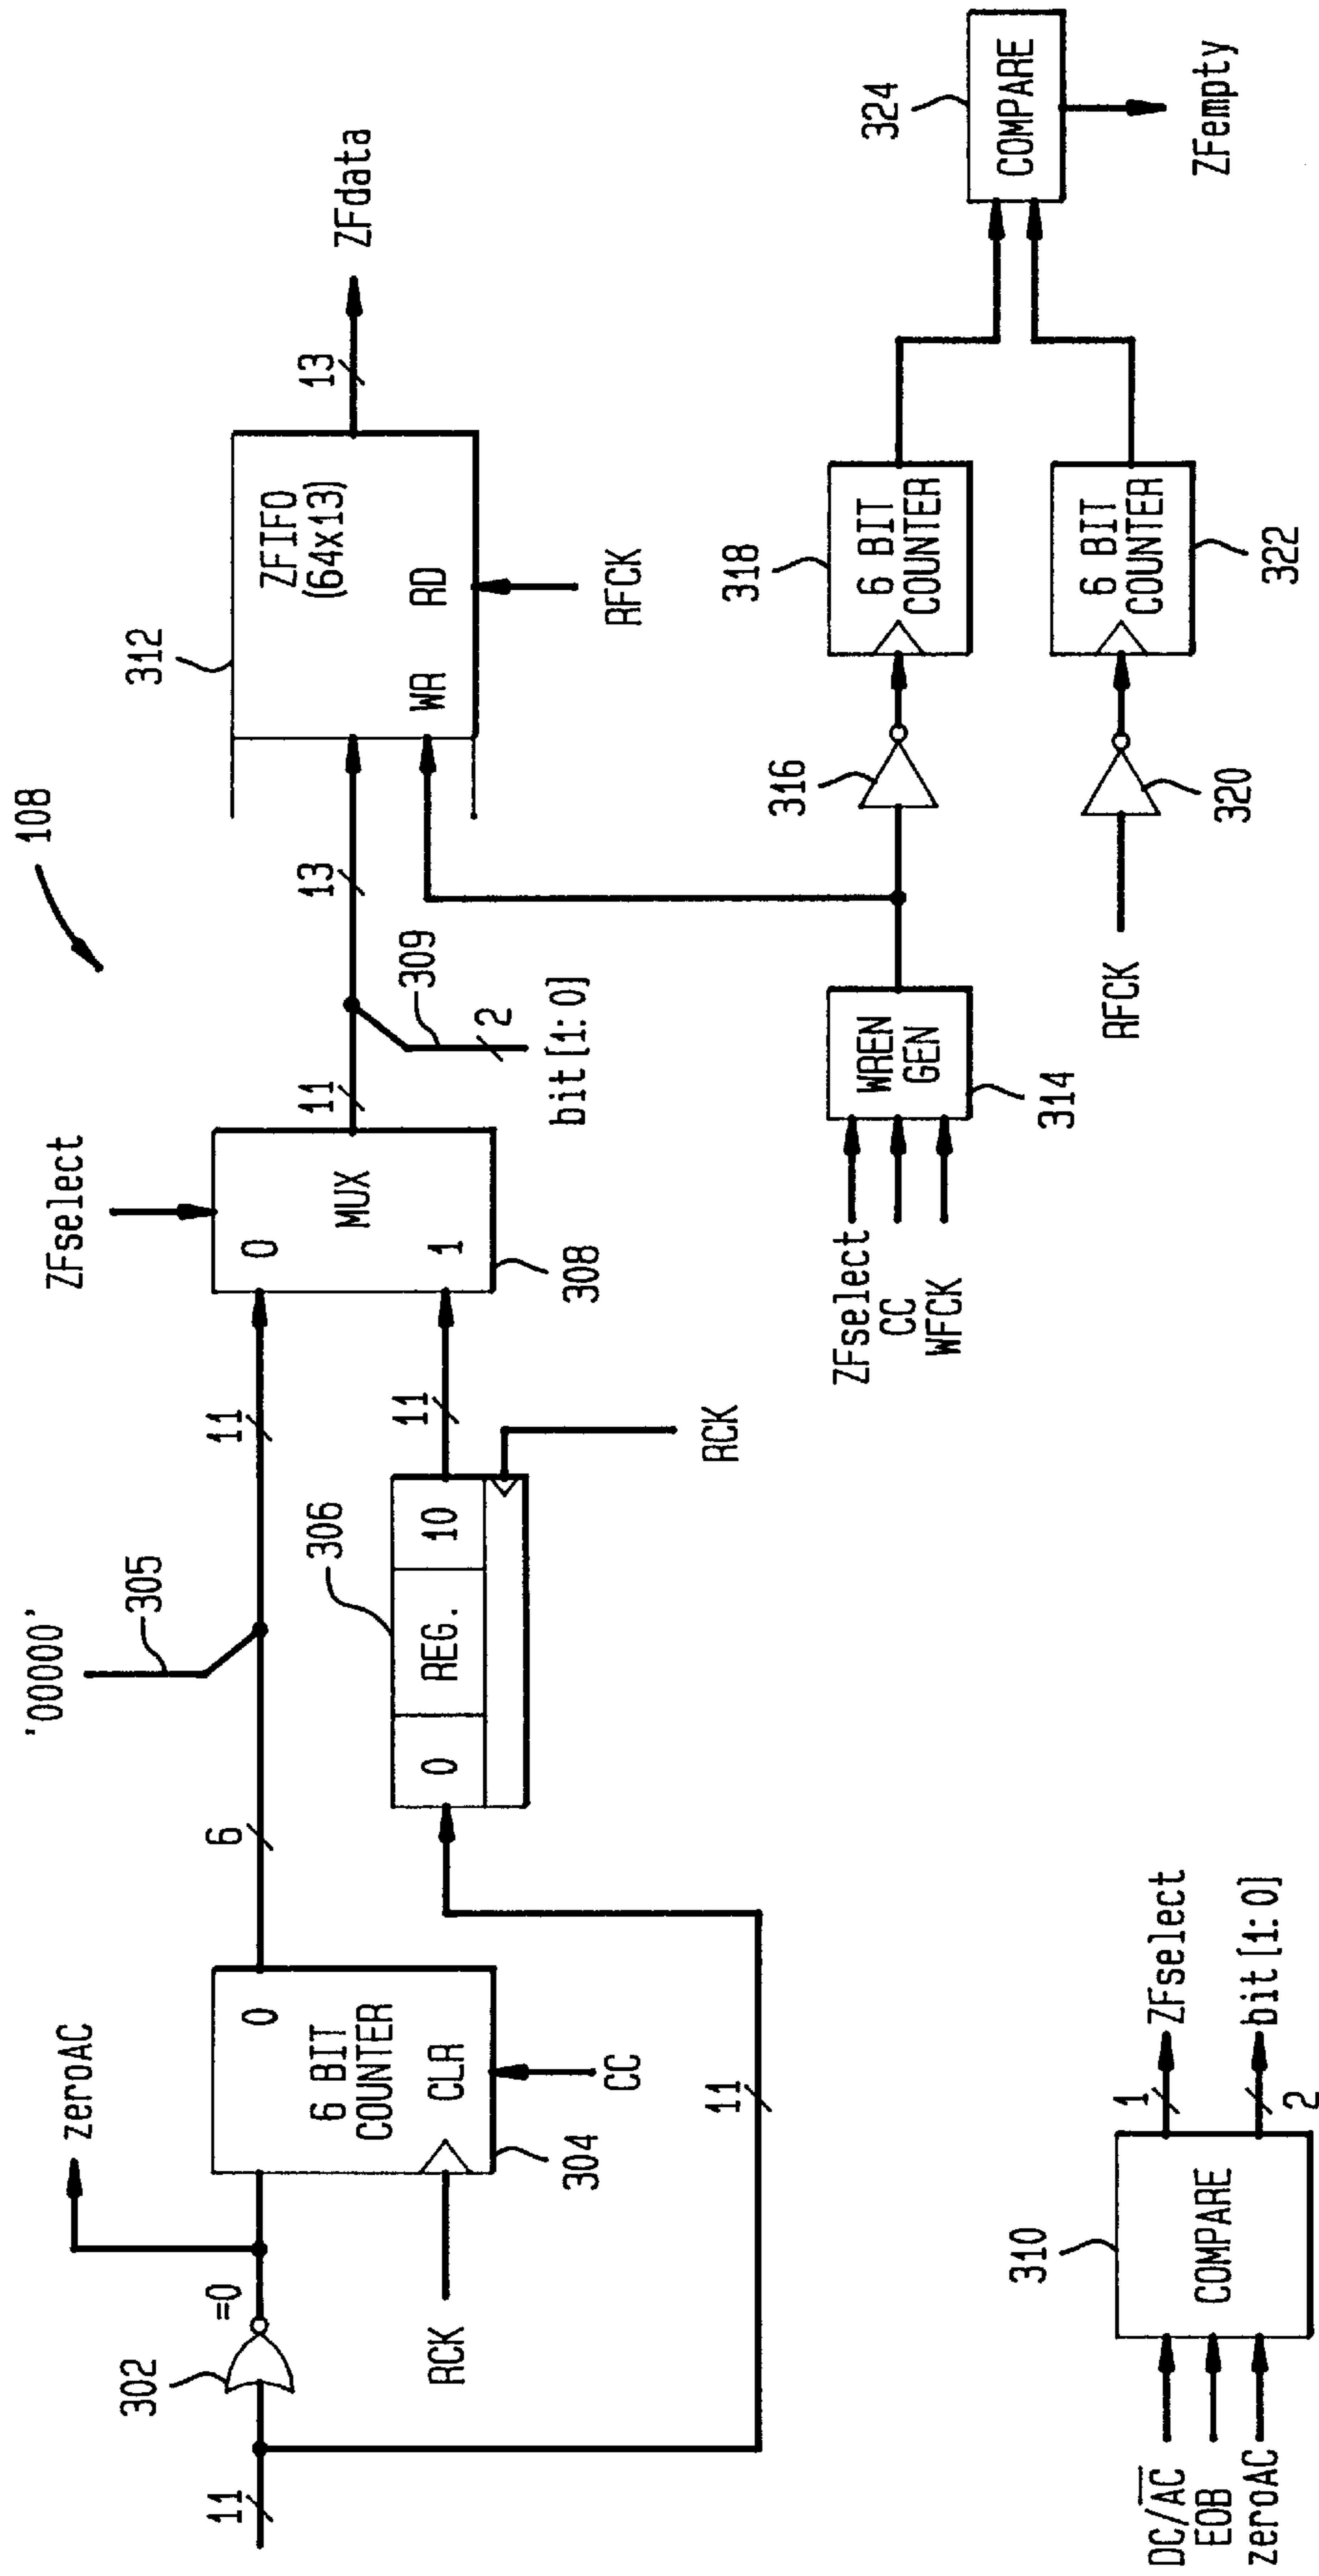 108
zeroAC
'00000'
305
ZFselect
302
=0
11
6
11
11
13
312
13
ZFdata
0
6 BIT
COUNTER
CLR
304
RCK
CC
11
306
0
REG.
10
RCK
11
0
MUX
1
308
309
2
bit[1:0]
ZFIFO
(64x13)
WR
RD
RFCK
310
DC/A̅C̅
EOB
zeroAC
COMPARE
1
ZFselect
2
bit[1:0]
ZFselect
CC
WFCK
WREN
GEN
314
316
318
6 BIT
COUNTER
RFCK
320
6 BIT
COUNTER
322
324
COMPARE
ZFempty